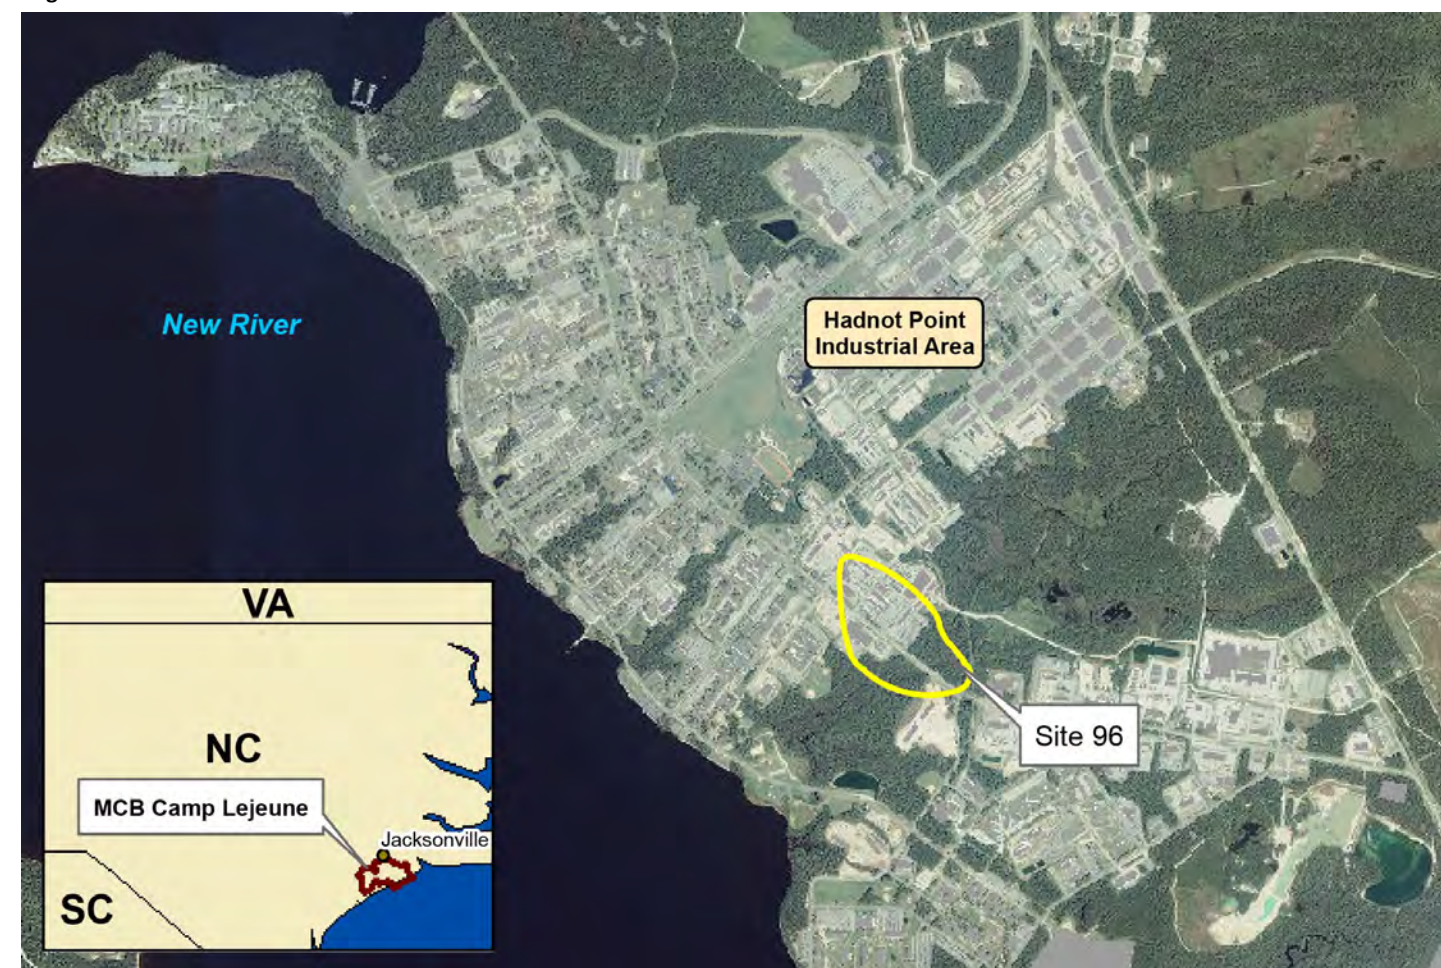 New River
Hadnot Point
Industrial Area
Site 96
VA
NC
MCB Camp Lejeune
Jacksonville
SC